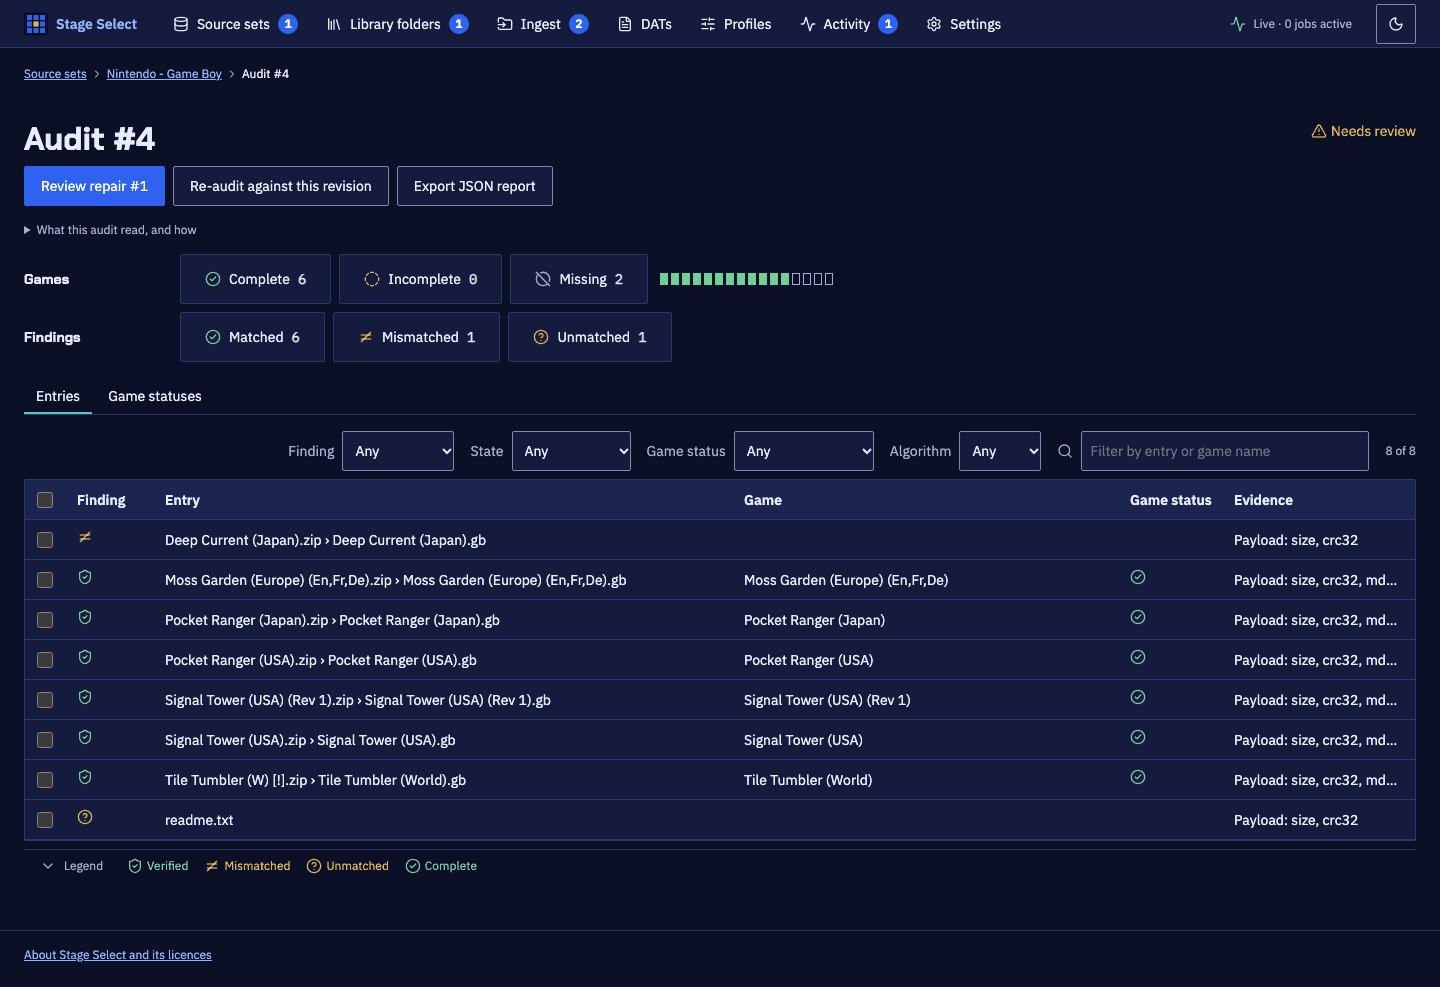 Stage Select
Source sets 1
Library folders 1
Ingest 2
DATs
Profiles
Activity 1
Settings
Live · 0 jobs active
Source sets › Nintendo - Game Boy › Audit #4
Audit #4
Needs review
Review repair #1
Re-audit against this revision
Export JSON report
What this audit read, and how
Games
Complete 6
Incomplete 0
Missing 2
Findings
Matched 6
Mismatched 1
Unmatched 1
Entries
Game statuses
Finding Any
State Any
Game status Any
Algorithm Any
Filter by entry or game name
8 of 8
Finding Entry Game Game status Evidence
Deep Current (Japan).zip › Deep Current (Japan).gb Payload: size, crc32
Moss Garden (Europe) (En,Fr,De).zip › Moss Garden (Europe) (En,Fr,De).gb Moss Garden (Europe) (En,Fr,De) Payload: size, crc32, md...
Pocket Ranger (Japan).zip › Pocket Ranger (Japan).gb Pocket Ranger (Japan) Payload: size, crc32, md...
Pocket Ranger (USA).zip › Pocket Ranger (USA).gb Pocket Ranger (USA) Payload: size, crc32, md...
Signal Tower (USA) (Rev 1).zip › Signal Tower (USA) (Rev 1).gb Signal Tower (USA) (Rev 1) Payload: size, crc32, md...
Signal Tower (USA).zip › Signal Tower (USA).gb Signal Tower (USA) Payload: size, crc32, md...
Tile Tumbler (W) [!].zip › Tile Tumbler (World).gb Tile Tumbler (World) Payload: size, crc32, md...
readme.txt Payload: size, crc32
Legend Verified Mismatched Unmatched Complete
About Stage Select and its licences